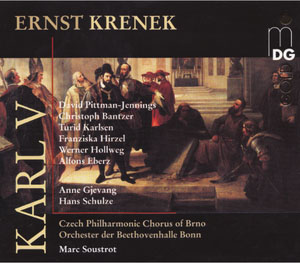 ERNST KRENEK
MDG
KARL V
David Pittman-Jennings
Christoph Bantzer
Turid Karlsen
Franziska Hirzel
Werner Hollweg
Alfons Eberz
Anne Gjevang
Hans Schulze
Czech Philharmonic Chorus of Brno
Orchester der Beethovenhalle Bonn
Marc Soustrot